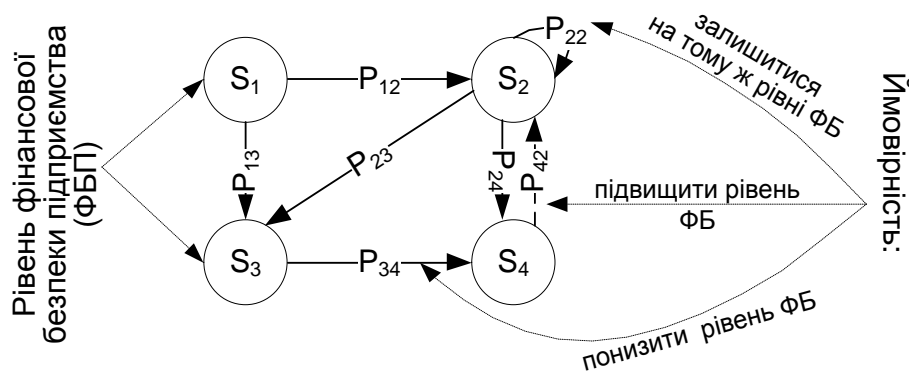 Рівень фінансової
безпеки підприємства
(ФБП)
S1
P12
S2
P22
P13
P23
P24
P42
S3
P34
S4
залишитися
на тому ж рівні ФБ
підвищити рівень
ФБ
понизити рівень ФБ
Ймовірність: